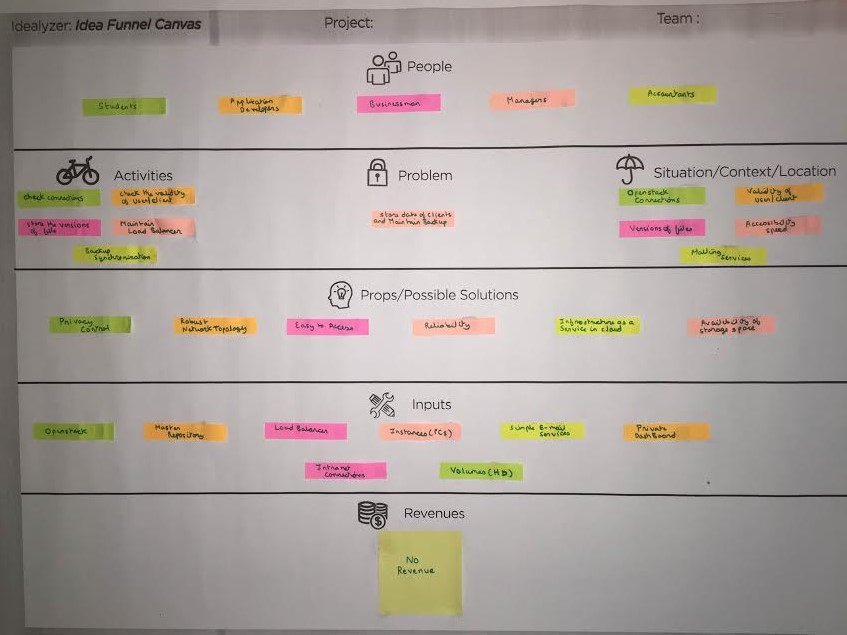 Idealyzer: Idea Funnel Canvas
Project:
Team :
People
Students
Application
Developers
Businessman
Managers
Accountants
Activities
check connections
check the validity
of user/client
store the versions
of file
Maintain
Load Balancer
Backup
Synchronization
Problem
store data of clients
and Maintain Backup
Situation/Context/Location
Openstack
Connections
Validity of
user/client
Versions of files
Accessibility
speed
Mailing
Services
Props/Possible Solutions
Privacy
Control
Robust
Network Topology
Easy to Access
Reliability
Infrastructure as a
Service in cloud
Availability of
storage space
Inputs
Openstack
Master
Repository
Load Balancer
Instances (PCs)
Simple E-mail
Services
Private
DashBoard
Intranet
Connections
Volumes (HD)
Revenues
No
Revenue